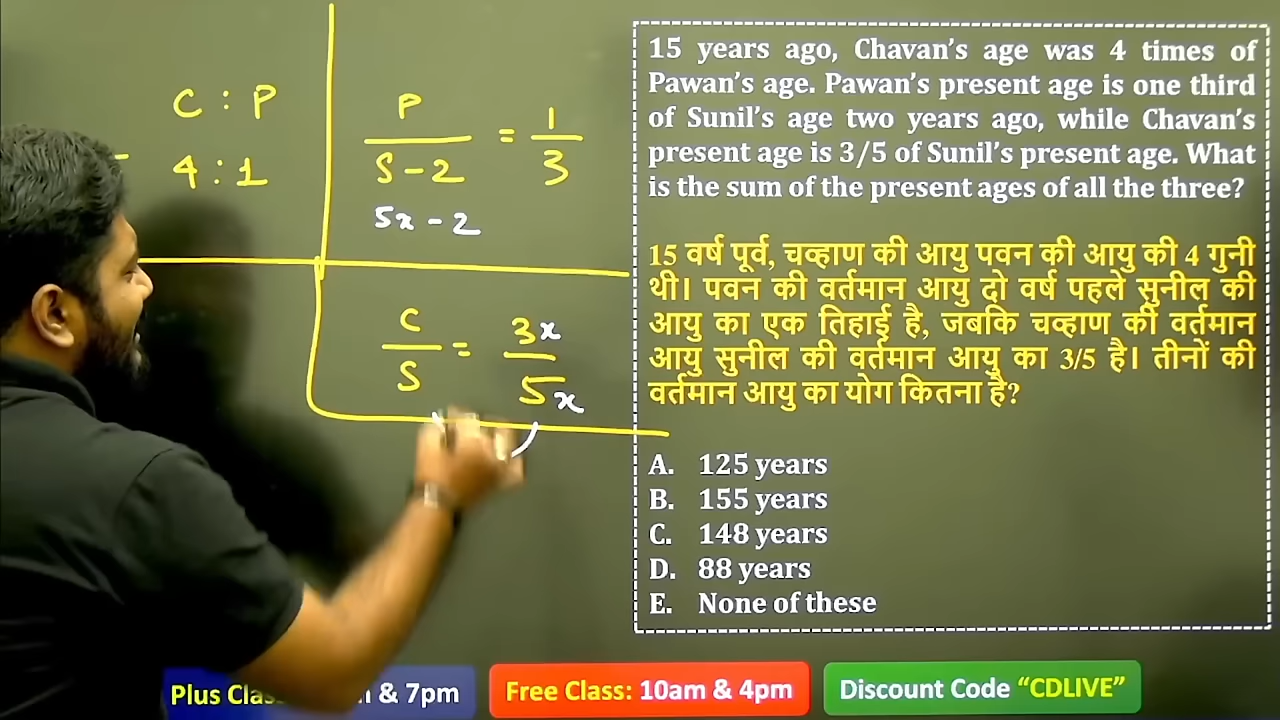 C : P
4 : 1
P
S-2
= 1
3
5x - 2
C
S
= 3x
5x
15 years ago, Chavan's age was 4 times of
Pawan's age. Pawan's present age is one third
of Sunil's age two years ago, while Chavan's
present age is 3/5 of Sunil's present age. What
is the sum of the present ages of all the three?
15 वर्ष पूर्व, चव्हाण की आयु पवन की आयु की 4 गुनी
थी। पवन की वर्तमान आयु दो वर्ष पहले सुनील की
आयु का एक तिहाई है, जबकि चव्हाण की वर्तमान
आयु सुनील की वर्तमान आयु का 3/5 है। तीनों की
वर्तमान आयु का योग कितना है?
A. 125 years
B. 155 years
C. 148 years
D. 88 years
E. None of these
Plus & 7pm
Free Class: 10am & 4pm
Discount Code “CDLIVE”